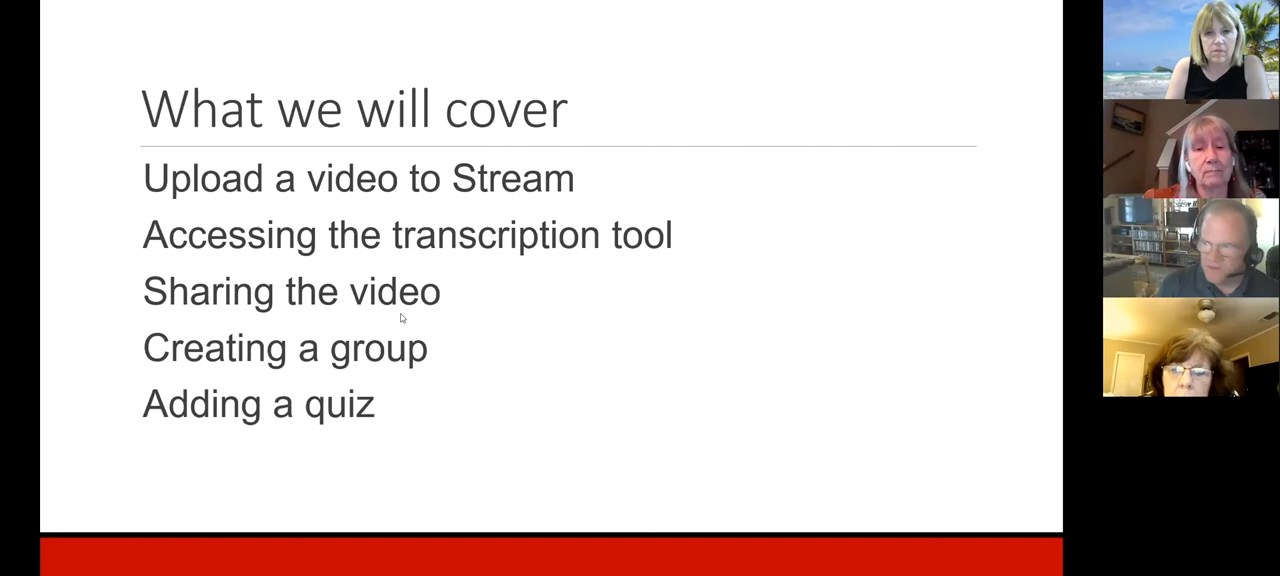 What we will cover
Upload a video to Stream
Accessing the transcription tool
Sharing the video
Creating a group
Adding a quiz